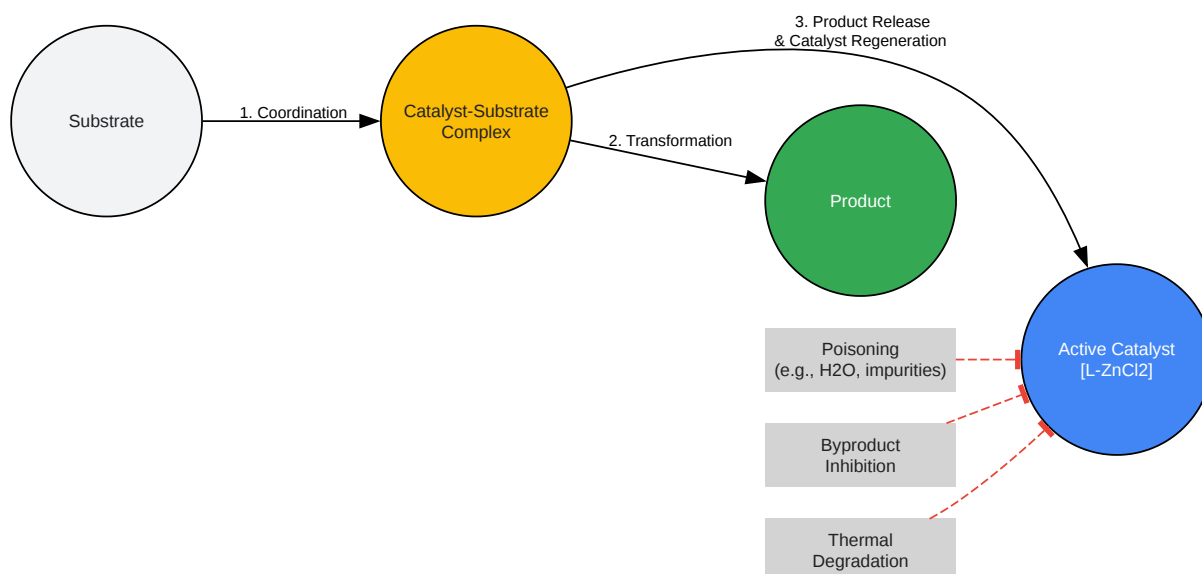 3. Product Release
& Catalyst Regeneration
Substrate
1. Coordination
Catalyst-Substrate
Complex
2. Transformation
Product
Poisoning
(e.g., H2O, impurities)
Active Catalyst
[L-ZnCl2]
Byproduct
Inhibition
Thermal
Degradation